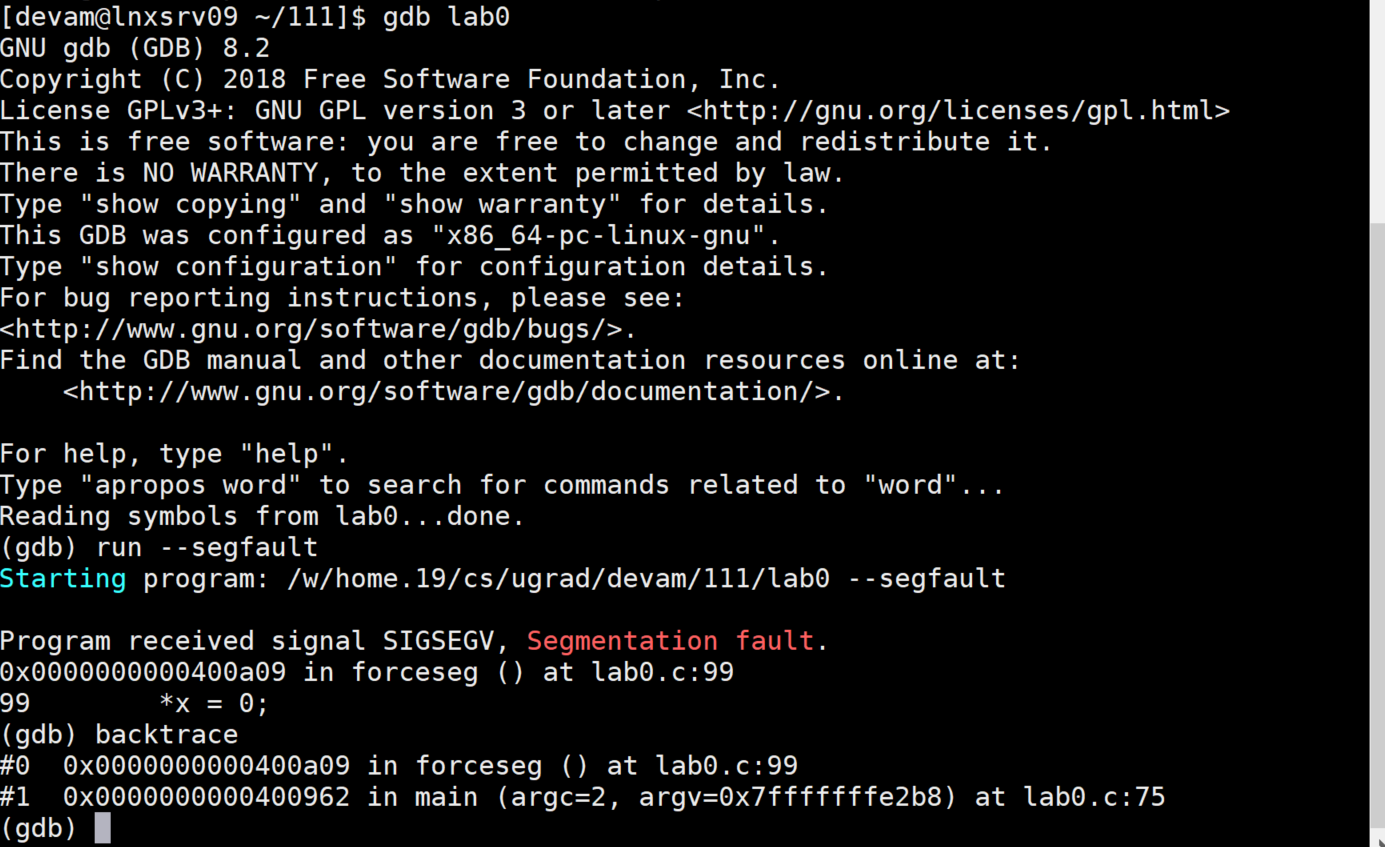 [devam@lnxsrv09 ~/111]$ gdb lab0
GNU gdb (GDB) 8.2
Copyright (C) 2018 Free Software Foundation, Inc.
License GPLv3+: GNU GPL version 3 or later <http://gnu.org/licenses/gpl.html>
This is free software: you are free to change and redistribute it.
There is NO WARRANTY, to the extent permitted by law.
Type "show copying" and "show warranty" for details.
This GDB was configured as "x86_64-pc-linux-gnu".
Type "show configuration" for configuration details.
For bug reporting instructions, please see:
<http://www.gnu.org/software/gdb/bugs/>.
Find the GDB manual and other documentation resources online at:
    <http://www.gnu.org/software/gdb/documentation/>.

For help, type "help".
Type "apropos word" to search for commands related to "word"...
Reading symbols from lab0...done.
(gdb) run --segfault
Starting program: /w/home.19/cs/ugrad/devam/111/lab0 --segfault

Program received signal SIGSEGV, Segmentation fault.
0x0000000000400a09 in forceseg () at lab0.c:99
99        *x = 0;
(gdb) backtrace
#0  0x0000000000400a09 in forceseg () at lab0.c:99
#1  0x0000000000400962 in main (argc=2, argv=0x7fffffffe2b8) at lab0.c:75
(gdb)